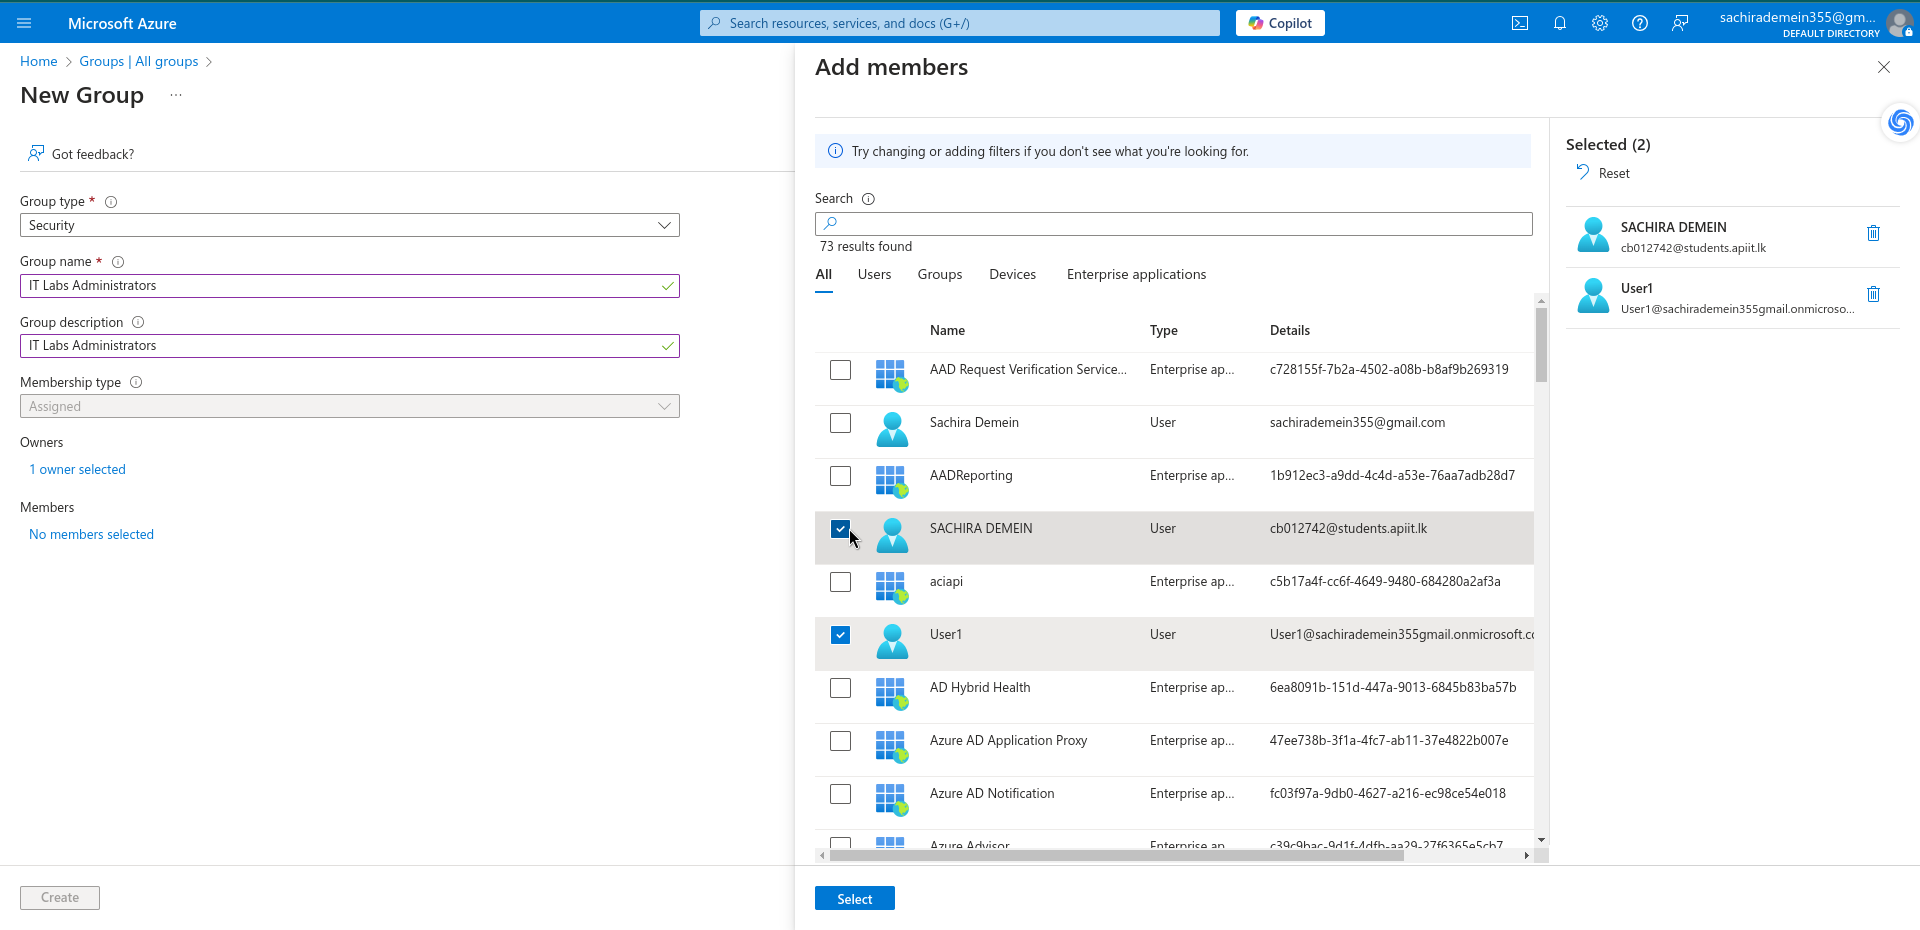 Microsoft Azure
Search resources, services, and docs (G+/)
Copilot
sachirademein355@gm...
DEFAULT DIRECTORY
Home > Groups | All groups >
New Group ...
Got feedback?
Group type *
Security
Group name *
IT Labs Administrators
Group description
IT Labs Administrators
Membership type
Assigned
Owners
1 owner selected
Members
No members selected
Create
Add members
Try changing or adding filters if you don't see what you're looking for.
Search
73 results found
All Users Groups Devices Enterprise applications
Name Type Details
AAD Request Verification Service... Enterprise ap... c728155f-7b2a-4502-a08b-b8af9b269319
Sachira Demein User sachirademein355@gmail.com
AADReporting Enterprise ap... 1b912ec3-a9dd-4c4d-a53e-76aa7adb28d7
SACHIRA DEMEIN User cb012742@students.apiit.lk
aciapi Enterprise ap... c5b17a4f-cc6f-4649-9480-684280a2af3a
User1 User User1@sachirademein355gmail.onmicrosoft.co
AD Hybrid Health Enterprise ap... 6ea8091b-151d-447a-9013-6845b83ba57b
Azure AD Application Proxy Enterprise ap... 47ee738b-3f1a-4fc7-ab11-37e4822b007e
Azure AD Notification Enterprise ap... fc03f97a-9db0-4627-a216-ec98ce54e018
Azure Advisor Enterprise ap... c39c9bac-9d1f-4dfb-aa29-27f6365e5cb7
Select
Selected (2)
Reset
SACHIRA DEMEIN
cb012742@students.apiit.lk
User1
User1@sachirademein355gmail.onmicroso...